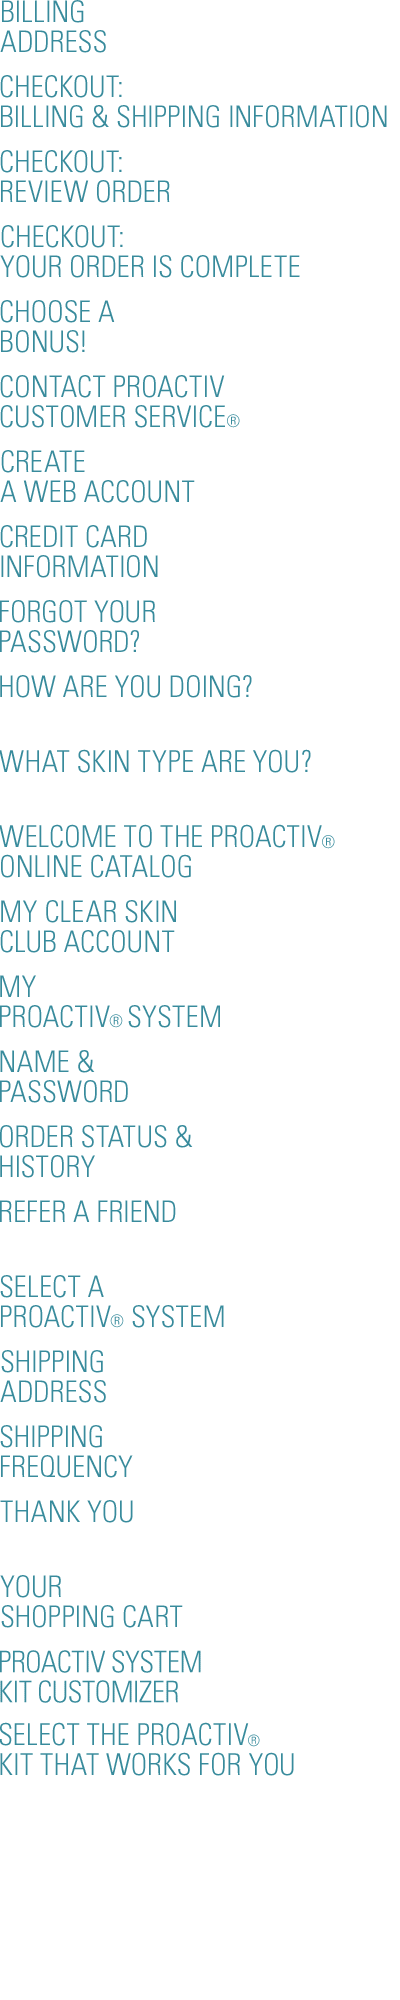 BILLING
ADDRESS
CHECKOUT:
BILLING & SHIPPING INFORMATION
CHECKOUT:
REVIEW ORDER
CHECKOUT:
YOUR ORDER IS COMPLETE
CHOOSE A
BONUS!
CONTACT PROACTIV
CUSTOMER SERVICE®
CREATE
A WEB ACCOUNT
CREDIT CARD
INFORMATION
FORGOT YOUR
PASSWORD?
HOW ARE YOU DOING?
WHAT SKIN TYPE ARE YOU?
WELCOME TO THE PROACTIV®
ONLINE CATALOG
MY CLEAR SKIN
CLUB ACCOUNT
MY
PROACTIV® SYSTEM
NAME &
PASSWORD
ORDER STATUS &
HISTORY
REFER A FRIEND
SELECT A
PROACTIV® SYSTEM
SHIPPING
ADDRESS
SHIPPING
FREQUENCY
THANK YOU
YOUR
SHOPPING CART
PROACTIV SYSTEM
KIT CUSTOMIZER
SELECT THE PROACTIV®
KIT THAT WORKS FOR YOU